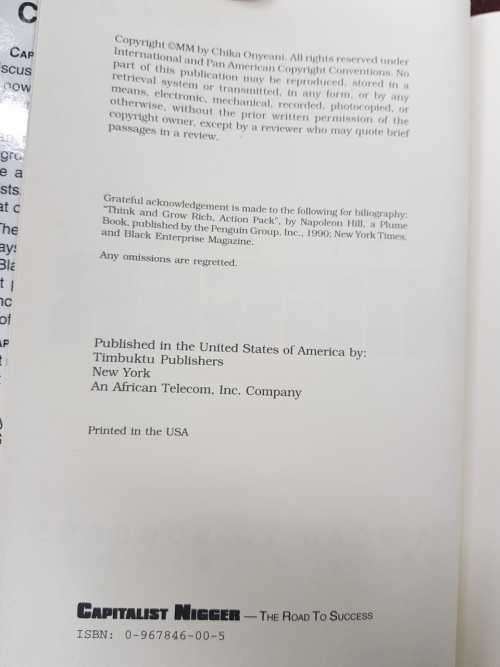 C
CAP
scus
Copyright ©MM by Chika Onyeani. All rights reserved under
International and Pan American Copyright Conventions. No
part of this publication may be reproduced, stored in a
retrieval system or transmitted, in any form, or by any
means, electronic, mechanical, recorded, photocopied, or
otherwise, without the prior written permission of the
copyright owner, except by a reviewer who may quote brief
passages in a review.
Grateful acknowledgement is made to the following for biliography:
"Think and Grow Rich, Action Pack", by Napoleon Hill, a Plume
Book, published by the Penguin Group, Inc., 1990; New York Times,
and Black Enterprise Magazine.
Any omissions are regretted.
Published in the United States of America by:
Timbuktu Publishers
New York
An African Telecom, Inc. Company
Printed in the USA
CAPITALIST NIGGER — THE ROAD TO SUCCESS
ISBN: 0-967846-00-5